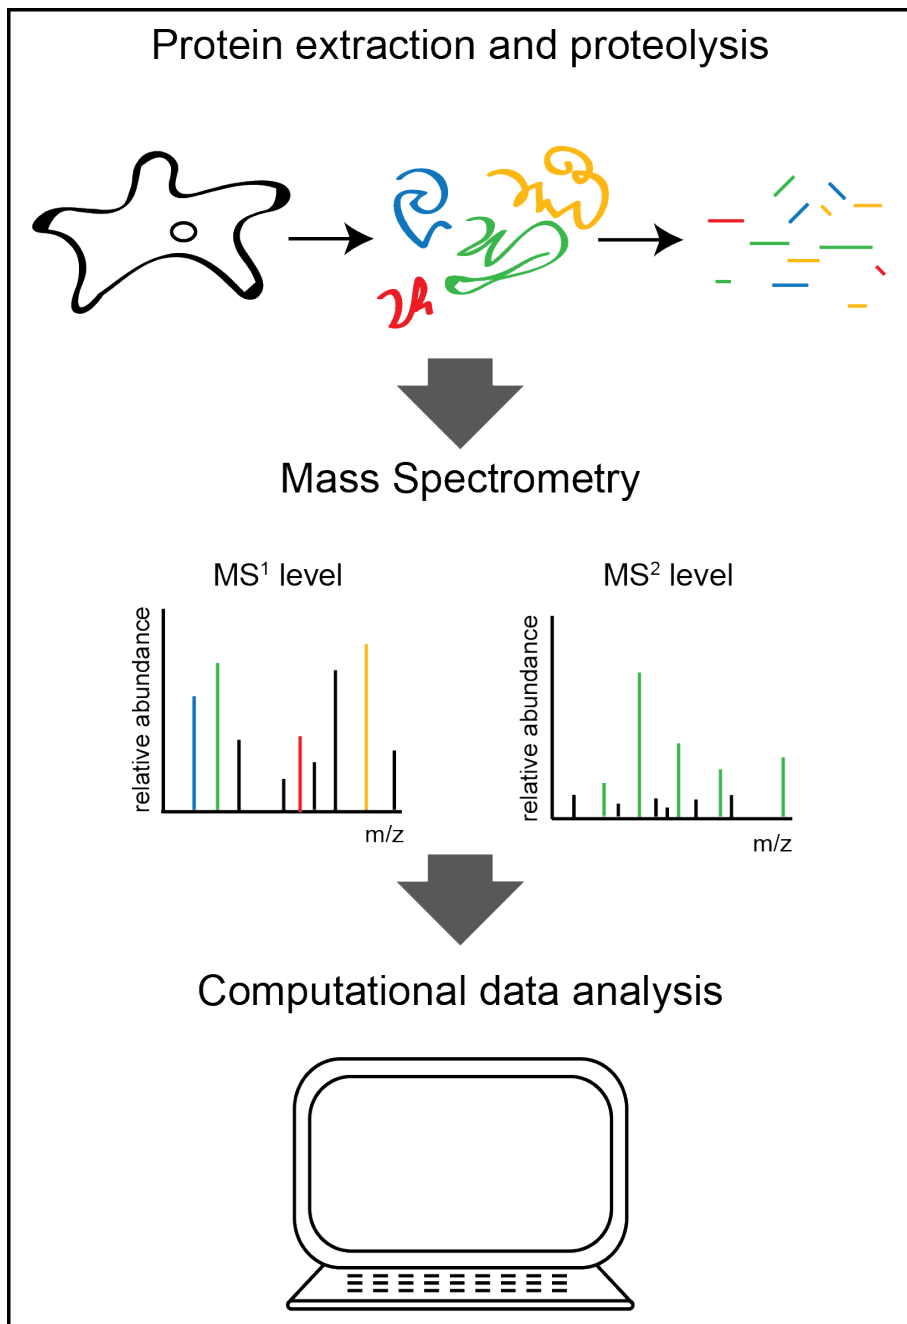 Protein extraction and proteolysis
Mass Spectrometry
MS¹ level
relative abundance
m/z
MS² level
relative abundance
m/z
Computational data analysis